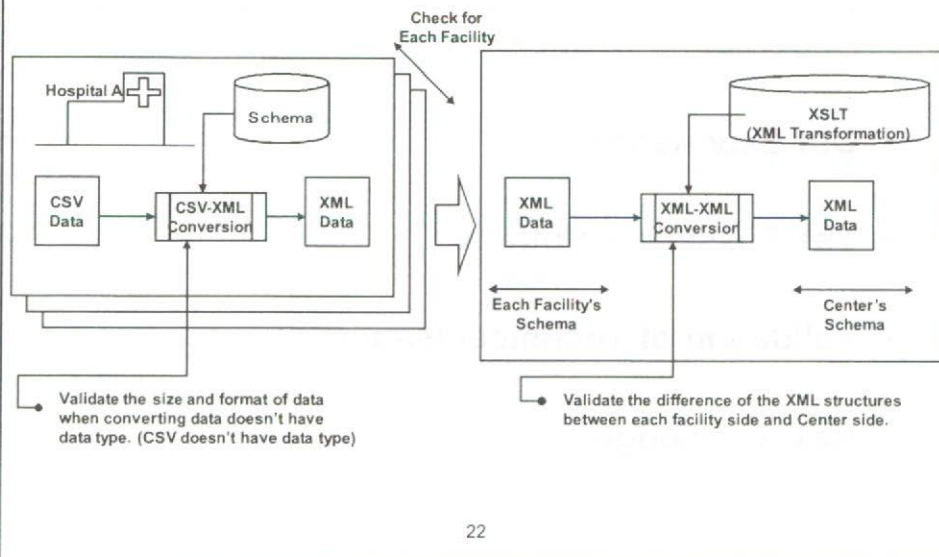 Check for
Each Facility
Hospital A
Schema
CSV
Data
CSV-XML
Conversion
XML
Data
XSLT
(XML Transformation)
XML
Data
XML-XML
Conversion
XML
Data
Each Facility's
Schema
Center's
Schema
Validate the size and format of data
when converting data doesn't have
data type. (CSV doesn't have data type)
Validate the difference of the XML structures
between each facility side and Center side.
22